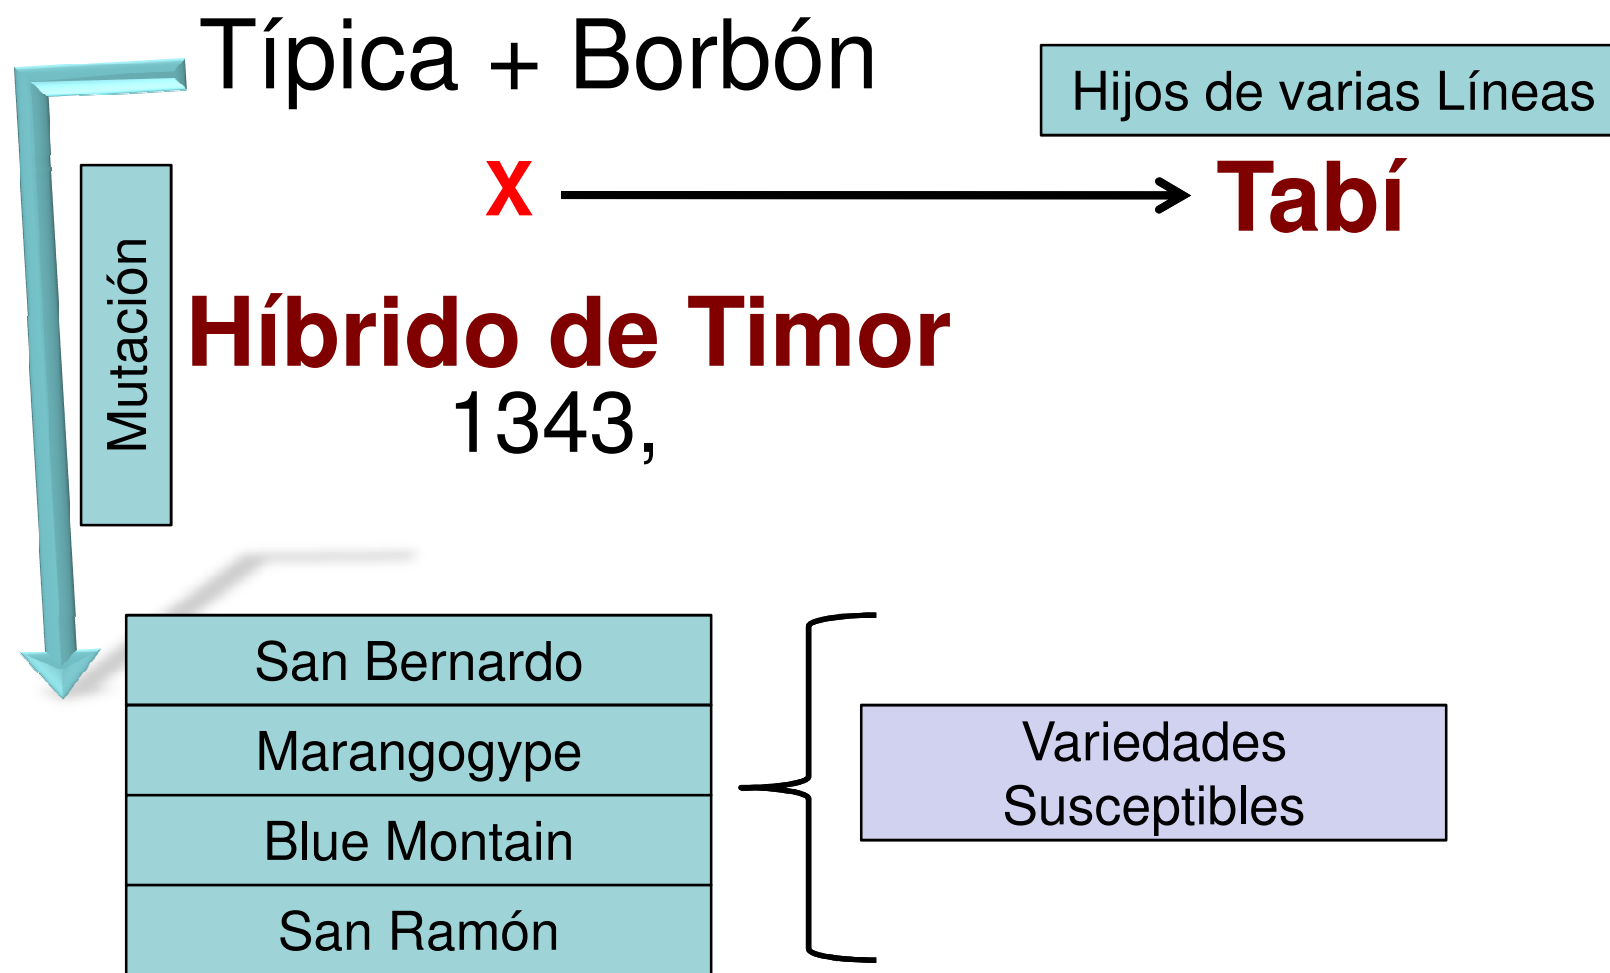 Típica + Borbón
Hijos de varias Líneas
X
Tabí
Mutación
Híbrido de Timor
1343,
San Bernardo
Marangogype
Blue Montain
San Ramón
Variedades
Susceptibles